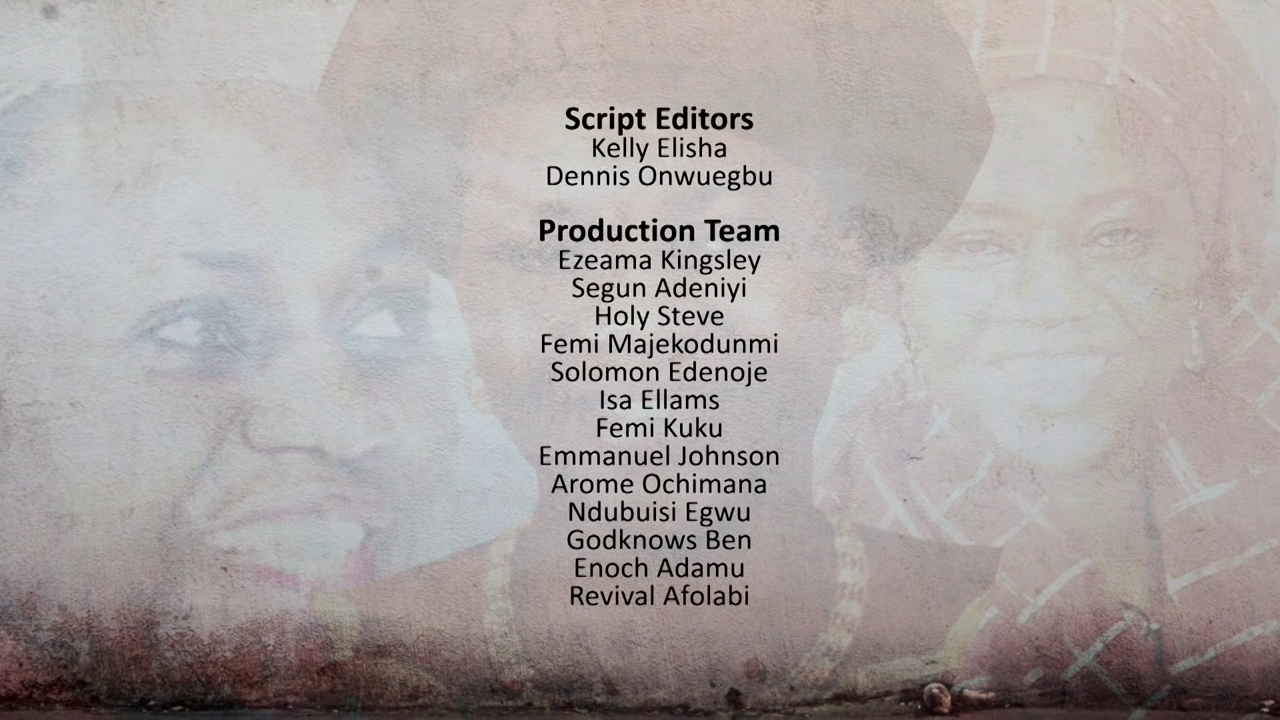 Script Editors
Kelly Elisha
Dennis Onwuegbu
Production Team
Ezeama Kingsley
Segun Adeniyi
Holy Steve
Femi Majekodunmi
Solomon Edenoje
Isa Ellams
Femi Kuku
Emmanuel Johnson
Arome Ochimana
Ndubuisi Egwu
Godknows Ben
Enoch Adamu
Revival Afolabi